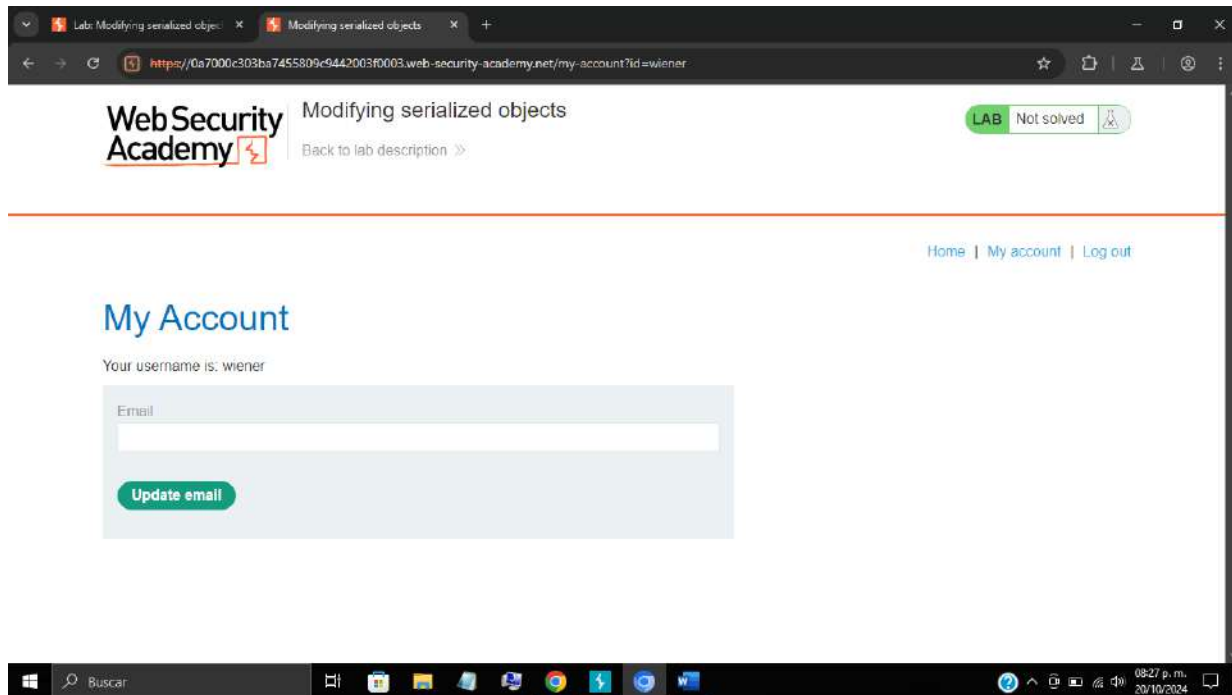 Lab: Modifying serialized objec
Modifying serialized objects
https://0a7000c303ba7455809c9442003f0003.web-security-academy.net/my-account?id=wiener
Web Security
Academy
Modifying serialized objects
Back to lab description
LAB Not solved
Home | My account | Log out
My Account
Your username is: wiener
Email
Update email
Buscar
08:27 p. m.
20/10/2024